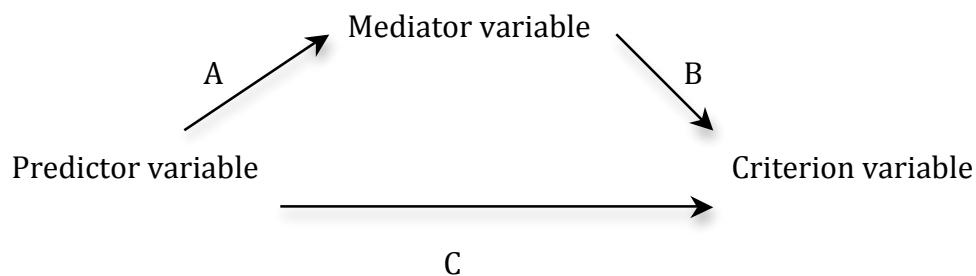 Mediator variable
A
B
Predictor variable
Criterion variable
C